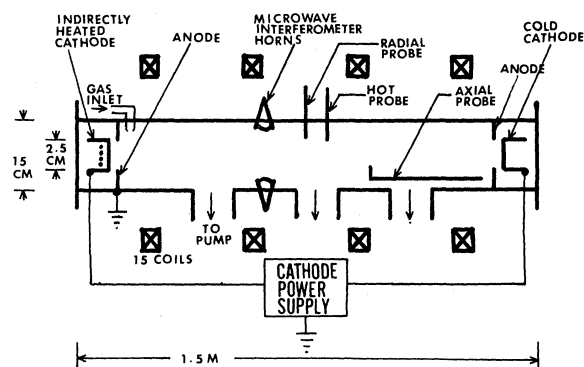 INDIRECTLY
HEATED
CATHODE
ANODE
MICROWAVE
INTERFEROMETER
HORNS
RADIAL
PROBE
HOT
PROBE
COLD
CATHODE
ANODE
AXIAL
PROBE
GAS
INLET
15
CM
2.5
CM
TO
PUMP
15 COILS
CATHODE
POWER
SUPPLY
1.5 M